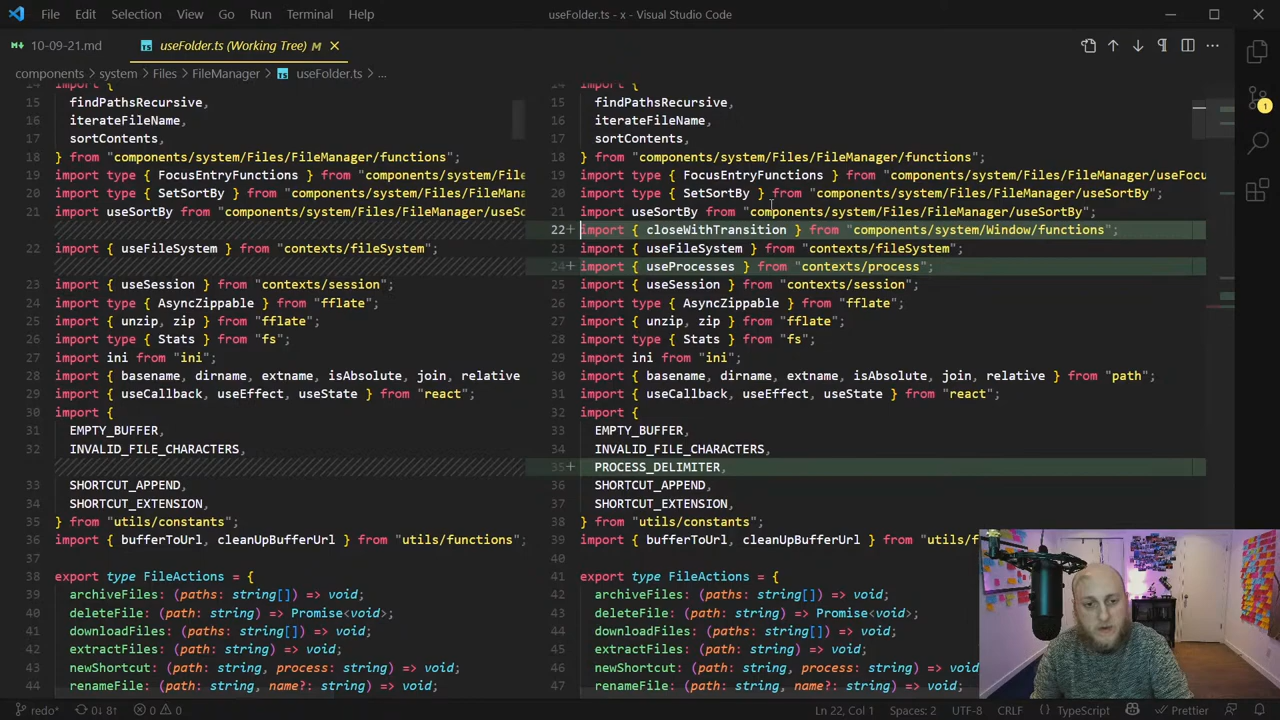 File Edit Selection View Go Run Terminal Help useFolder.ts - x - Visual Studio Code
10-09-21.md useFolder.ts (Working Tree) M
components > system > Files > FileManager > useFolder.ts > ...
14 import {
15 findPathsRecursive,
16 iterateFileName,
17 sortContents,
18 } from "components/system/Files/FileManager/functions";
19 import type { FocusEntryFunctions } from "components/system/Fi
20 import type { SetSortBy } from "components/system/Files/FileMana
21 import useSortBy from "components/system/Files/FileManager/useSo
22 import { useFileSystem } from "contexts/fileSystem";
23 import { useSession } from "contexts/session";
24 import type { AsyncZippable } from "fflate";
25 import { unzip, zip } from "fflate";
26 import type { Stats } from "fs";
27 import ini from "ini";
28 import { basename, dirname, extname, isAbsolute, join, relative
29 import { useCallback, useEffect, useState } from "react";
30 import {
31 EMPTY_BUFFER,
32 INVALID_FILE_CHARACTERS,
33 SHORTCUT_APPEND,
34 SHORTCUT_EXTENSION,
35 } from "utils/constants";
36 import { bufferToUrl, cleanUpBufferUrl } from "utils/functions";
37
38 export type FileActions = {
39 archiveFiles: (paths: string[]) => void;
40 deleteFile: (path: string) => Promise<void>;
41 downloadFiles: (paths: string[]) => void;
42 extractFiles: (path: string) => void;
43 newShortcut: (path: string, process: string) => void;
44 renameFile: (path: string, name?: string) => void;
14 import {
15 findPathsRecursive,
16 iterateFileName,
17 sortContents,
18 } from "components/system/Files/FileManager/functions";
19 import type { FocusEntryFunctions } from "components/system/Files/FileManager/useFocu
20 import type { SetSortBy } from "components/system/Files/FileManager/useSortBy";
21 import useSortBy from "components/system/Files/FileManager/useSortBy";
22+ import { closeWithTransition } from "components/system/Window/functions";
23 import { useFileSystem } from "contexts/fileSystem";
24+ import { useProcesses } from "contexts/process";
25 import { useSession } from "contexts/session";
26 import type { AsyncZippable } from "fflate";
27 import { unzip, zip } from "fflate";
28 import type { Stats } from "fs";
29 import ini from "ini";
30 import { basename, dirname, extname, isAbsolute, join, relative } from "path";
31 import { useCallback, useEffect, useState } from "react";
32 import {
33 EMPTY_BUFFER,
34 INVALID_FILE_CHARACTERS,
35+ PROCESS_DELIMITER,
36 SHORTCUT_APPEND,
37 SHORTCUT_EXTENSION,
38 } from "utils/constants";
39 import { bufferToUrl, cleanUpBufferUrl } from "utils/f
40
41 export type FileActions = {
42 archiveFiles: (paths: string[]) => void;
43 deleteFile: (path: string) => Promise<void>;
44 downloadFiles: (paths: string[]) => void;
45 extractFiles: (path: string) => void;
46 newShortcut: (path: string, process: string) => void;
47 renameFile: (path: string, name?: string) => void;
1
redo* 0↓ 8↑ 0 0 Ln 22, Col 1 Spaces: 2 UTF-8 CRLF {} TypeScript Prettier